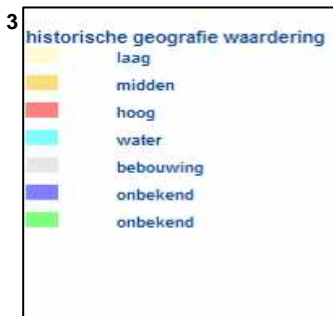 3
historische geografie waardering
laag
midden
hoog
water
bebouwing
onbekend
onbekend